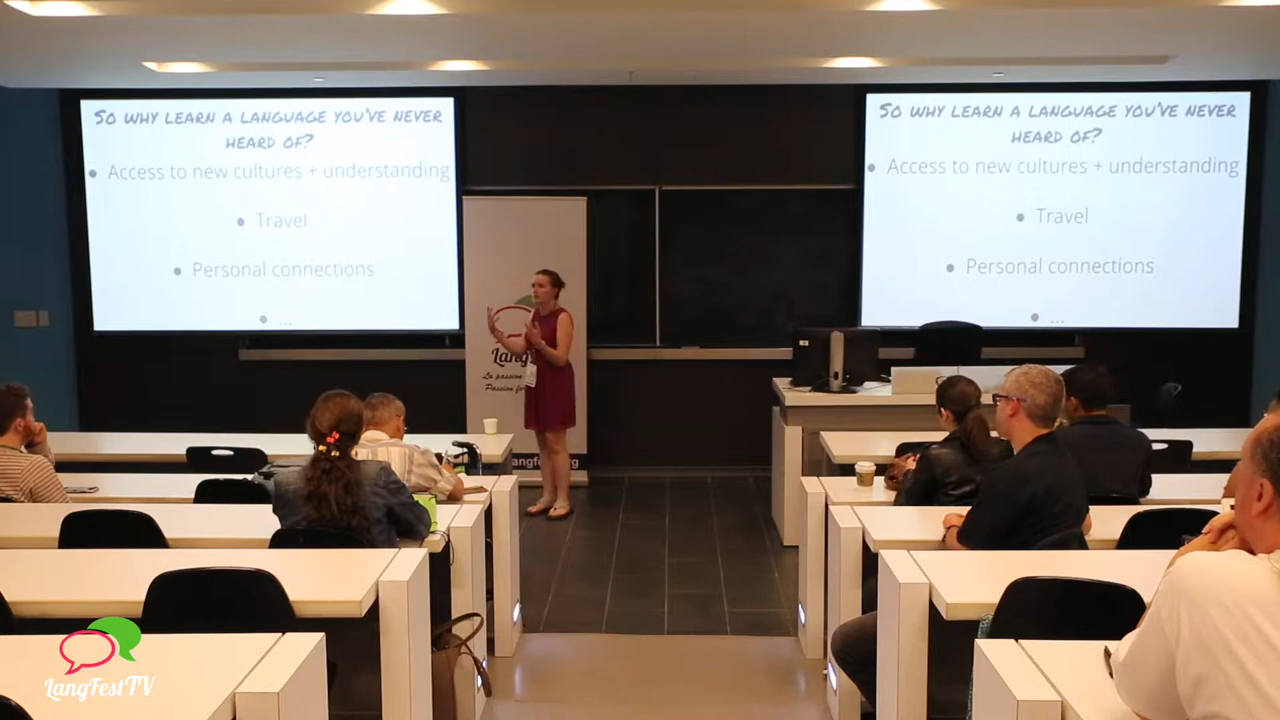 SO WHY LEARN A LANGUAGE YOU'VE NEVER
HEARD OF?
• Access to new cultures + understanding
• Travel
• Personal connections
• ...
SO WHY LEARN A LANGUAGE YOU'VE NEVER
HEARD OF?
• Access to new cultures + understanding
• Travel
• Personal connections
• ...
Lang
La passion
Passion for
langfest.org
LangFestTV